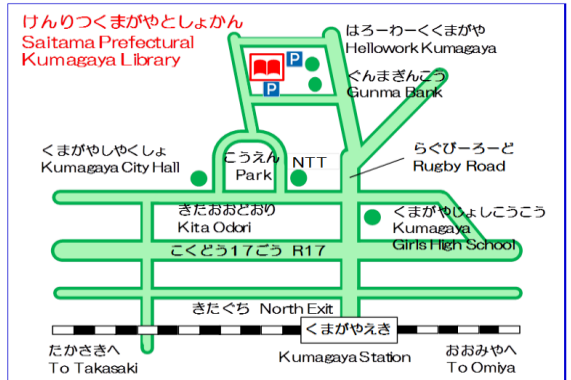 けんりつくまがやとしょかん
Saitama Prefectural
Kumagaya Library
はろーわーくくまがや
Hellowork Kumagaya
P
P
ぐんまぎんこう
Gunma Bank
くまがやしやくしょ
Kumagaya City Hall
こうえん
Park
NTT
らぐびーろーど
Rugby Road
きたおおどおり
Kita Odori
くまがやじょしこうこう
Kumagaya
Girls High School
こくどう17ごう R17
きたぐち North Exit
くまがやえき
Kumagaya Station
たかさきへ
To Takasaki
おおみやへ
To Omiya